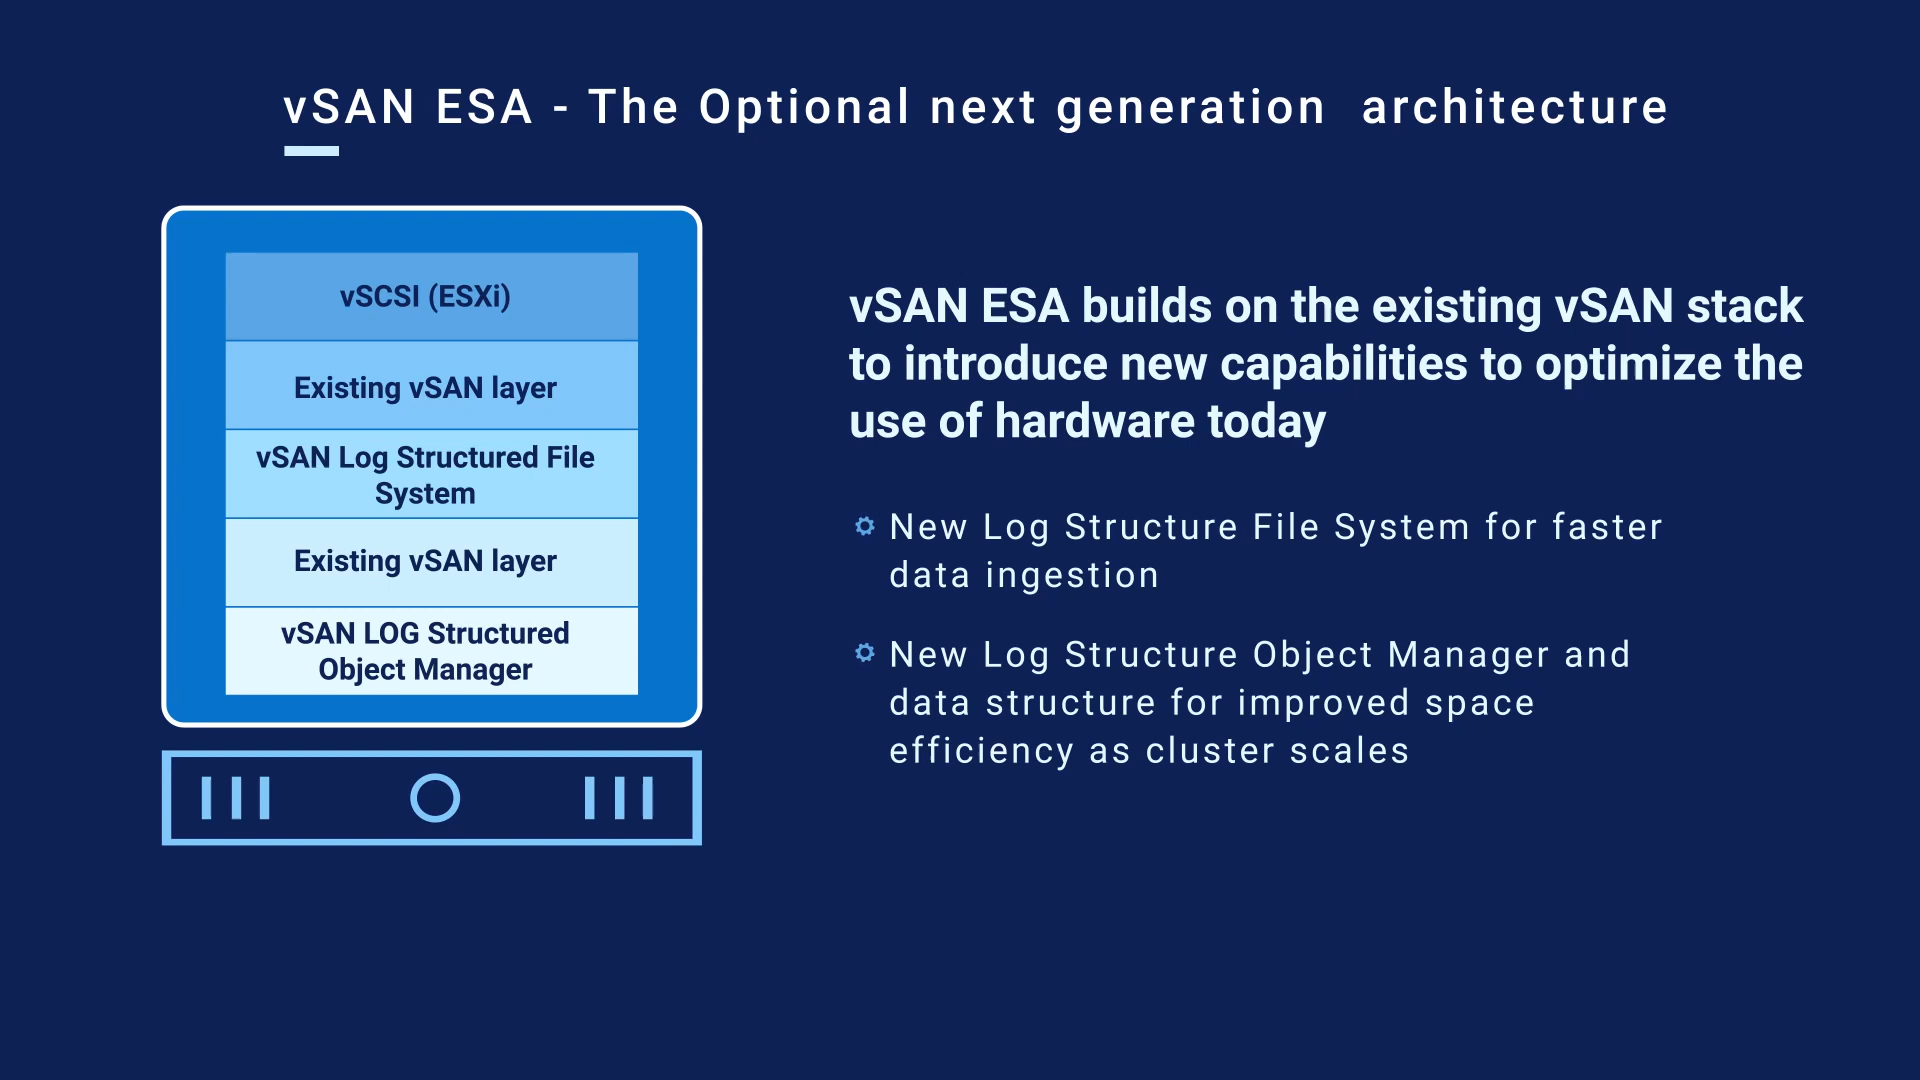 vSAN ESA - The Optional next generation  architecture
vSCSI (ESXi)
Existing vSAN layer
vSAN Log Structured File
System
Existing vSAN layer
vSAN LOG Structured
Object Manager
vSAN ESA builds on the existing vSAN stack
to introduce new capabilities to optimize the
use of hardware today
New Log Structure File System for faster
data ingestion
New Log Structure Object Manager and
data structure for improved space
efficiency as cluster scales